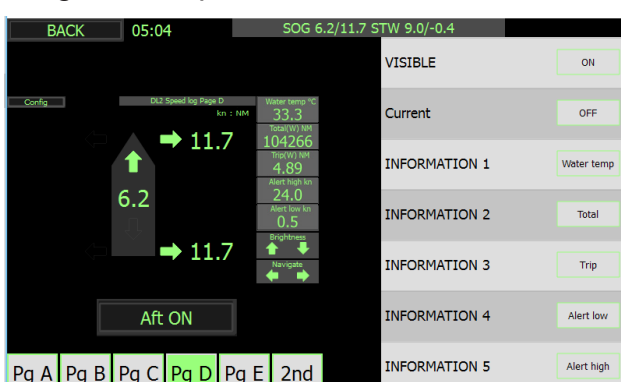 BACK 05:04 SOG 6.2/11.7 STW 9.0/-0.4
Config DL2 Speed log Page D
kn : NM
Water temp °C
33.3
Total(W) NM
104266
11.7
Trip(W) NM
4.89
Alert high kn
24.0
6.2
Alert low kn
0.5
Brightness
11.7
Navigate
Aft ON
Pg A Pg B Pg C Pg D Pg E 2nd
VISIBLE ON
Current OFF
INFORMATION 1 Water temp
INFORMATION 2 Total
INFORMATION 3 Trip
INFORMATION 4 Alert low
INFORMATION 5 Alert high